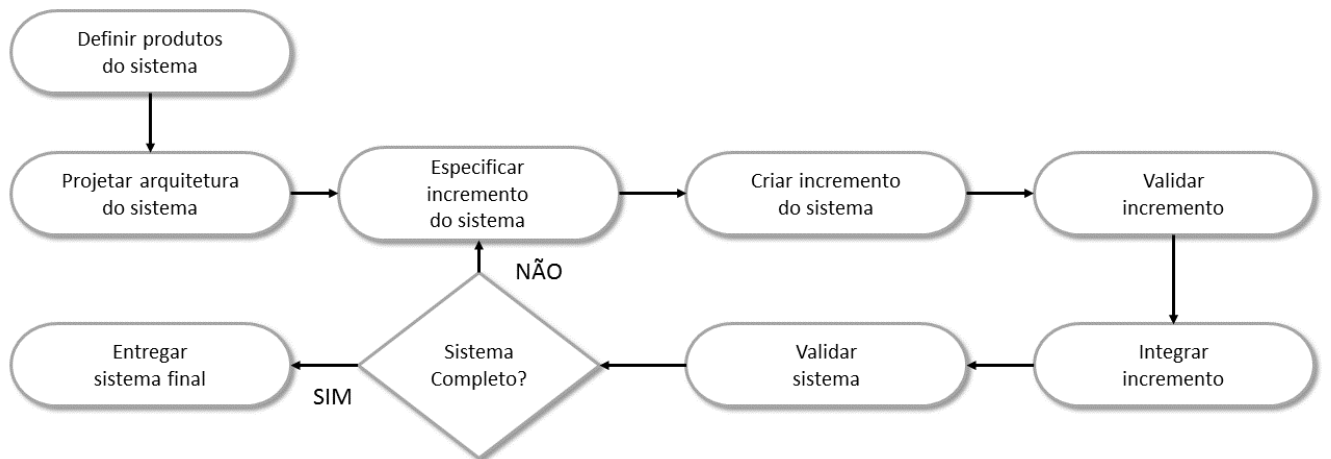 Definir produtos
do sistema
Projetar arquitetura
do sistema
Especificar
incremento
do sistema
Criar incremento
do sistema
Validar
incremento
NÃO
Entregar
sistema final
SIM
Sistema
Completo?
Validar
sistema
Integrar
incremento